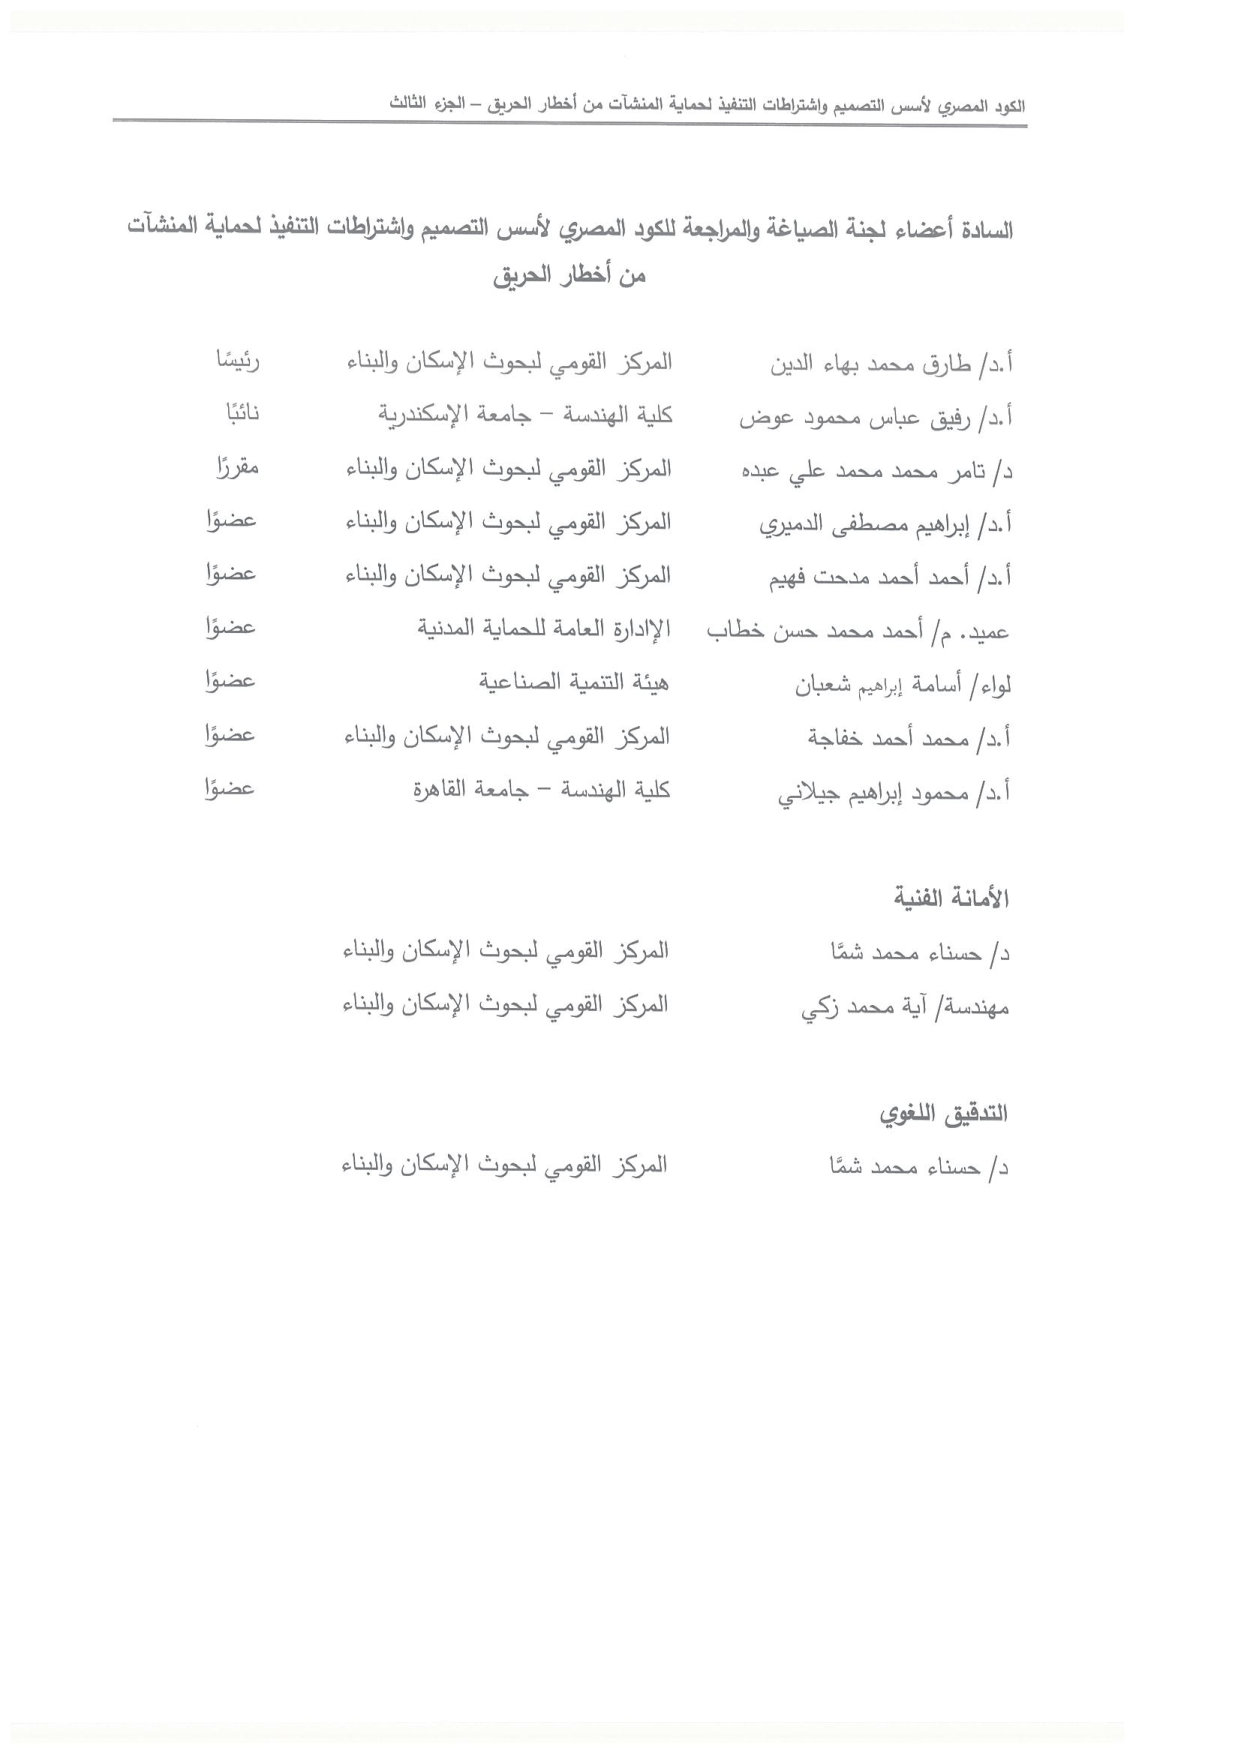 الكود المصري لأسس التصميم واشتراطات التنفيذ لحماية المنشآت من أخطار الحريق – الجزء الثالث
السادة أعضاء لجنة الصياغة والمراجعة للكود المصري لأسس التصميم واشتراطات التنفيذ لحماية المنشآت
من أخطار الحريق
أ.د/ طارق محمد بهاء الدين المركز القومي لبحوث الإسكان والبناء رئيسًا
أ.د/ رفيق عباس محمود عوض كلية الهندسة – جامعة الإسكندرية نائبًا
د/ تامر محمد محمد علي عبده المركز القومي لبحوث الإسكان والبناء مقررًا
أ.د/ إبراهيم مصطفى الدميري المركز القومي لبحوث الإسكان والبناء عضوًا
أ.د/ أحمد أحمد مدحت فهيم المركز القومي لبحوث الإسكان والبناء عضوًا
عميد. م/ أحمد محمد حسن خطاب الإادارة العامة للحماية المدنية عضوًا
لواء/ أسامة إبراهيم شعبان هيئة التنمية الصناعية عضوًا
أ.د/ محمد أحمد خفاجة المركز القومي لبحوث الإسكان والبناء عضوًا
أ.د/ محمود إبراهيم جيلاني كلية الهندسة – جامعة القاهرة عضوًا
الأمانة الفنية
د/ حسناء محمد شمَّا المركز القومي لبحوث الإسكان والبناء
مهندسة/ آية محمد زكي المركز القومي لبحوث الإسكان والبناء
التدقيق اللغوي
د/ حسناء محمد شمَّا المركز القومي لبحوث الإسكان والبناء